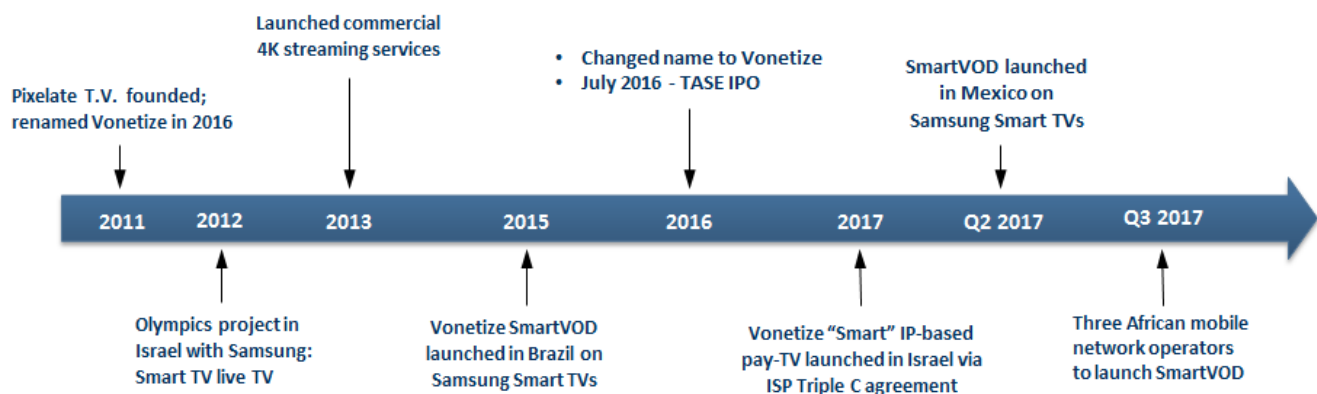 Launched commercial
4K streaming services
• Changed name to Vonetize
• July 2016 - TASE IPO
SmartVOD launched
in Mexico on
Samsung Smart TVs
Pixelate T.V. founded;
renamed Vonetize in 2016
2011 2012 2013 2015 2016 2017 Q2 2017 Q3 2017
Olympics project in
Israel with Samsung:
Smart TV live TV
Vonetize SmartVOD
launched in Brazil on
Samsung Smart TVs
Vonetize “Smart” IP-based
pay-TV launched in Israel via
ISP Triple C agreement
Three African mobile
network operators
to launch SmartVOD